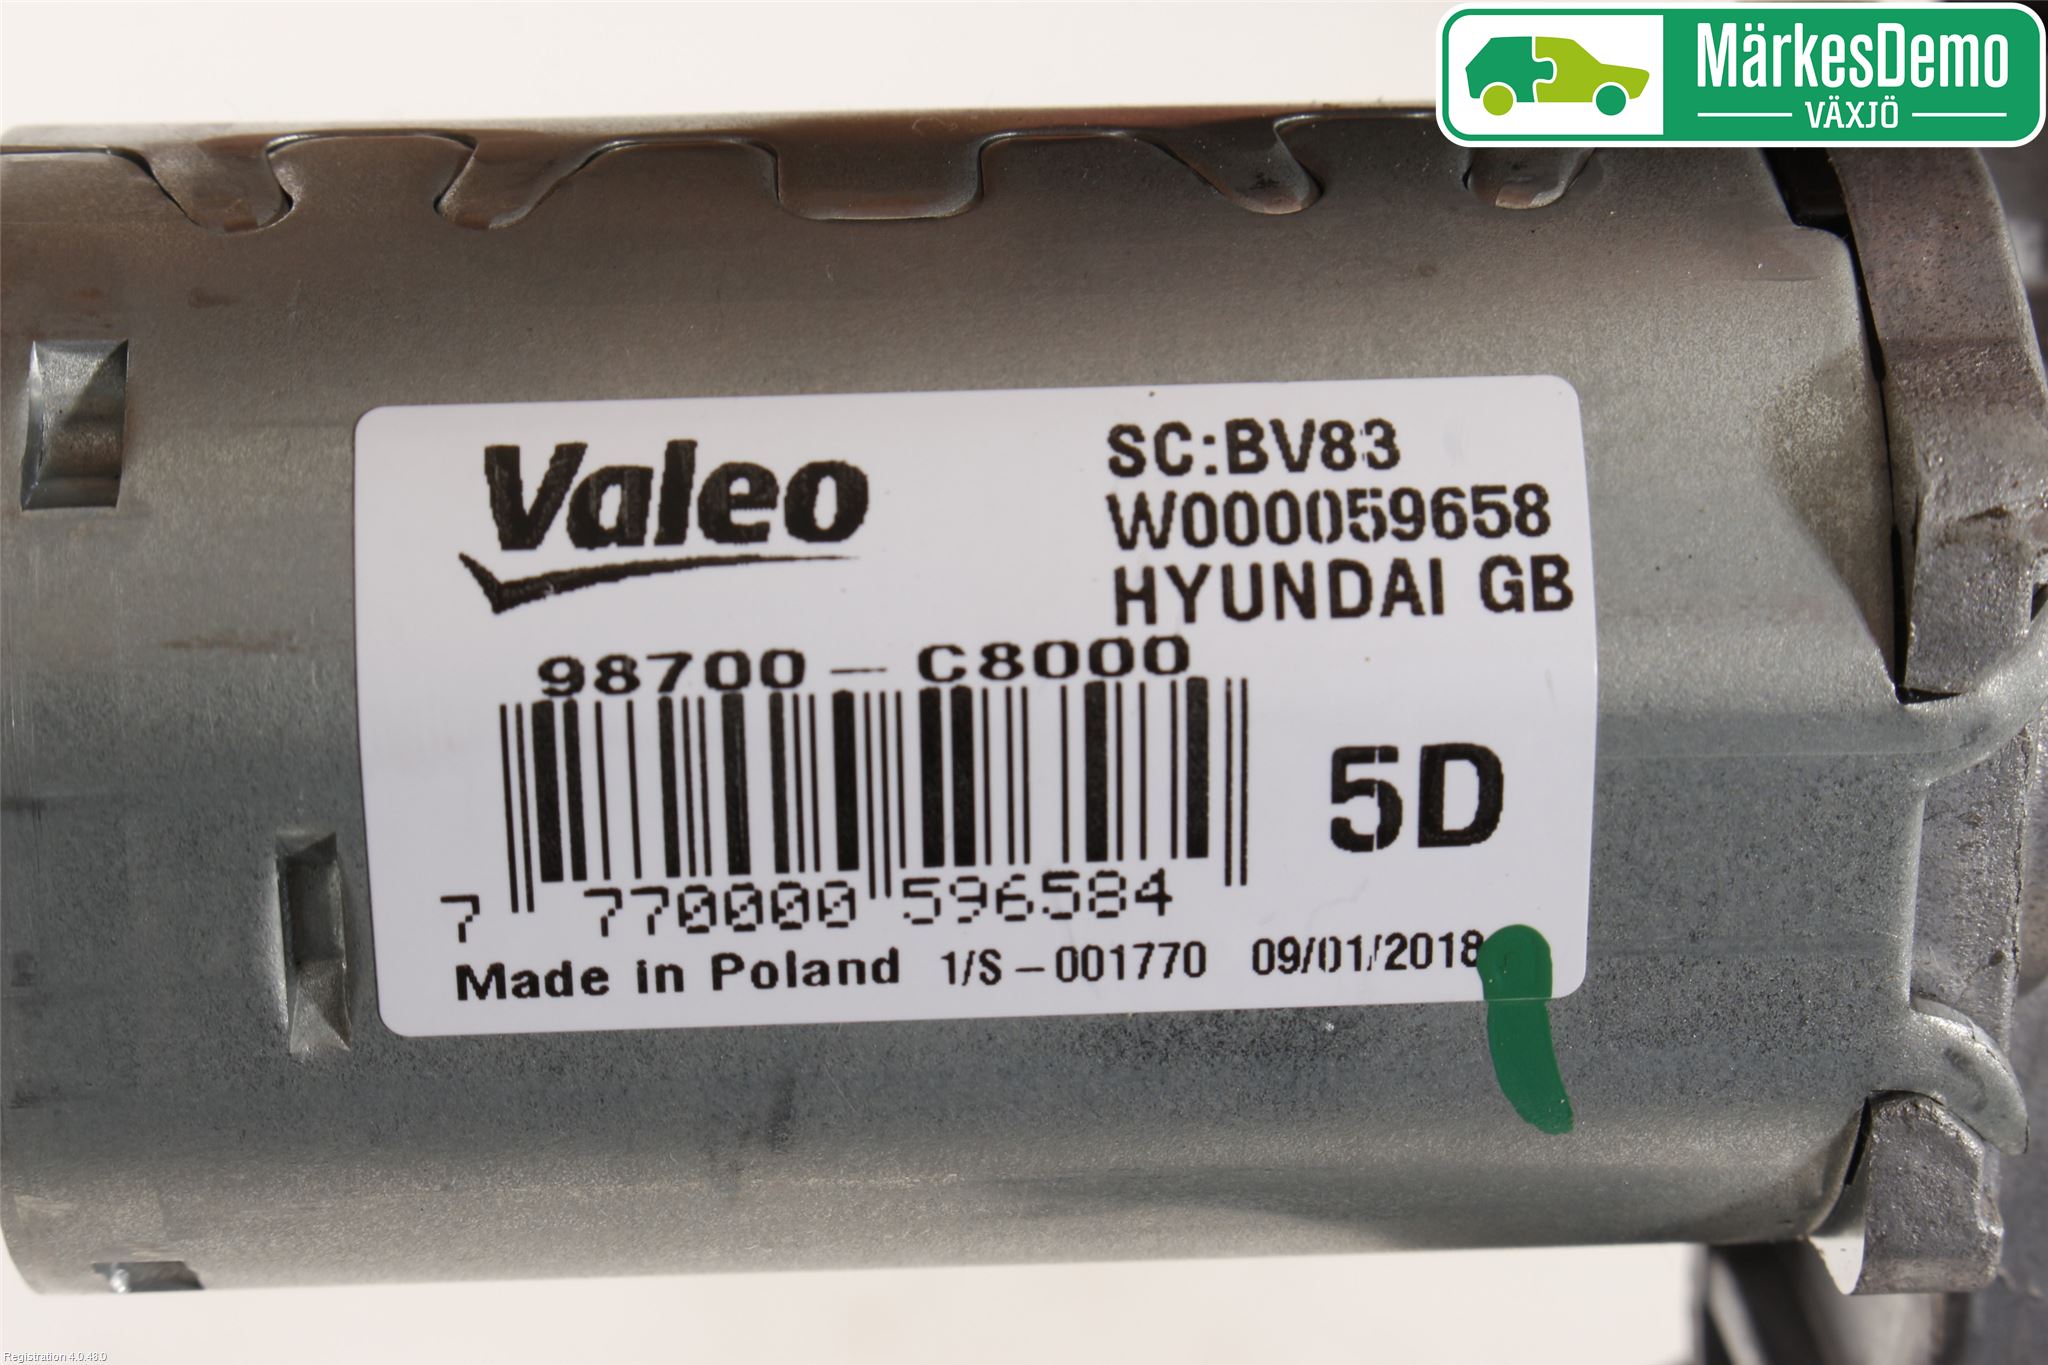 MärkesDemo
VÄXJÖ
Valeo
SC:BV83
W000059658
HYUNDAI GB
98700-C8000
5D
7 770000 596584
Made in Poland 1/S-001770 09/01/2018
Registration 4.0.48.0